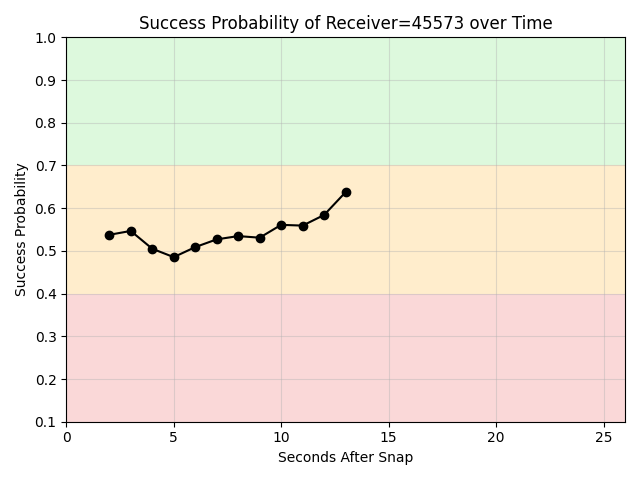 Success Probability of Receiver=45573 over Time
1.0
0.9
0.8
0.7
0.6
0.5
0.4
0.3
0.2
0.1
Success Probability
0 5 10 15 20 25
Seconds After Snap